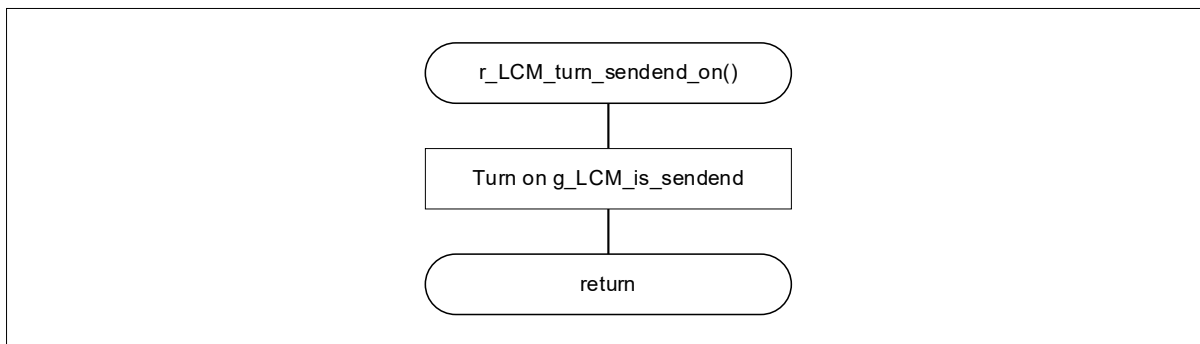 r_LCM_turn_sendend_on()
Turn on g_LCM_is_sendend
return